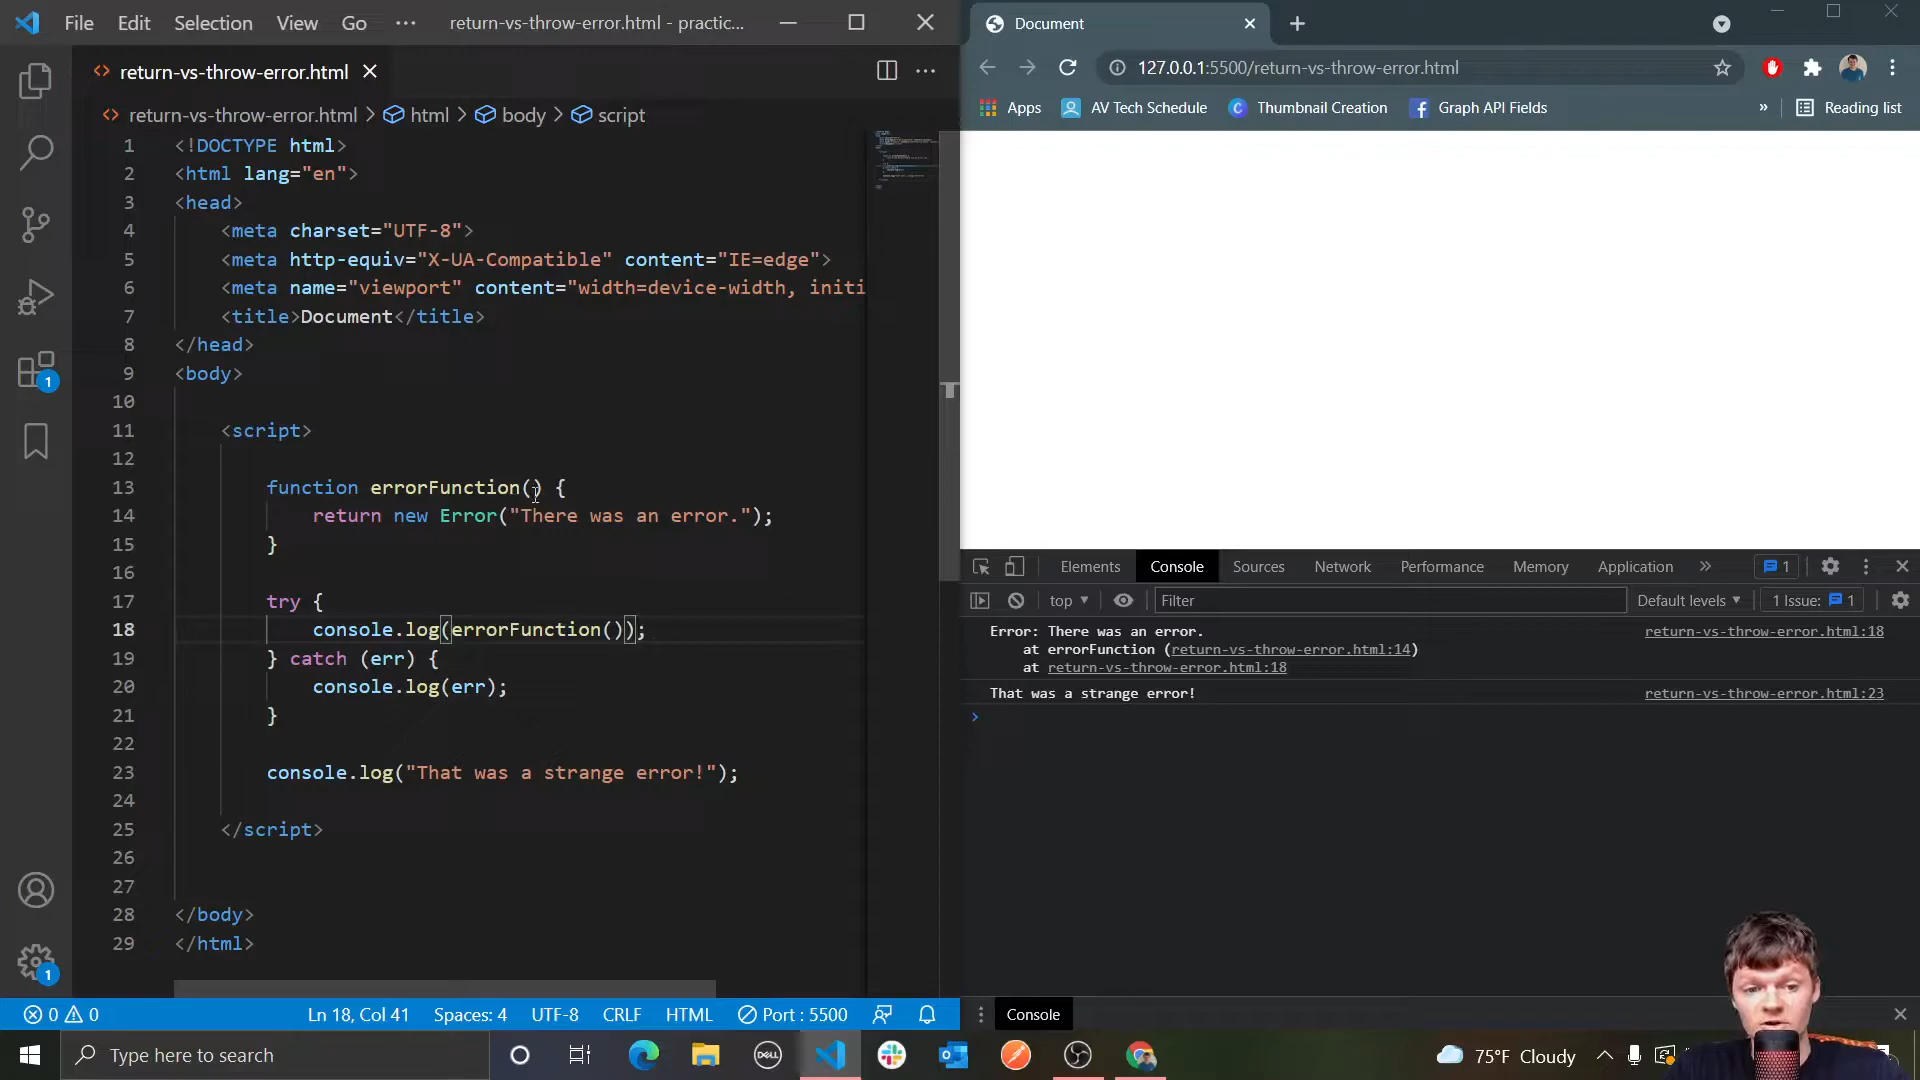 File Edit Selection View Go ··· return-vs-throw-error.html - practic...
return-vs-throw-error.html
return-vs-throw-error.html > html > body > script
1 <!DOCTYPE html>
2 <html lang="en">
3 <head>
4 <meta charset="UTF-8">
5 <meta http-equiv="X-UA-Compatible" content="IE=edge">
6 <meta name="viewport" content="width=device-width, initi
7 <title>Document</title>
8 </head>
9 <body>
10
11 <script>
12
13 function errorFunction() {
14 return new Error("There was an error.");
15 }
16
17 try {
18 console.log(errorFunction());
19 } catch (err) {
20 console.log(err);
21 }
22
23 console.log("That was a strange error!");
24
25 </script>
26
27
28 </body>
29 </html>
1
1
0 0 Ln 18, Col 41 Spaces: 4 UTF-8 CRLF HTML Port : 5500
Document
127.0.0.1:5500/return-vs-throw-error.html
Apps AV Tech Schedule C Thumbnail Creation Graph API Fields » Reading list
Elements Console Sources Network Performance Memory Application » 1
top Filter Default levels 1 Issue: 1
Error: There was an error. return-vs-throw-error.html:18
at errorFunction (return-vs-throw-error.html:14)
at return-vs-throw-error.html:18
That was a strange error! return-vs-throw-error.html:23
>
Console
Type here to search
DELL
75°F Cloudy